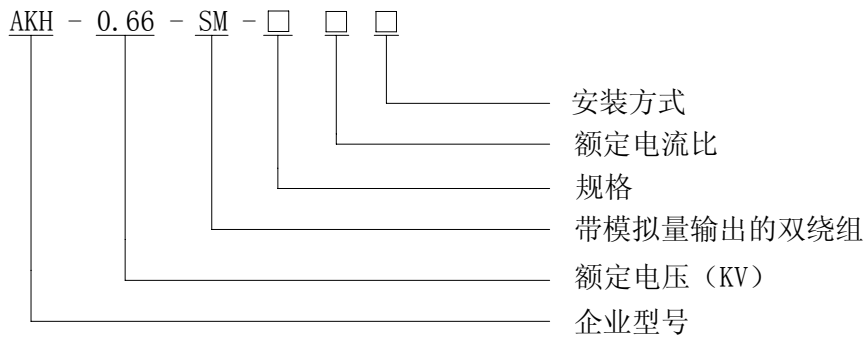 AKH - 0.66 - SM - □ □ □
安装方式
额定电流比
规格
带模拟量输出的双绕组
额定电压（KV）
企业型号